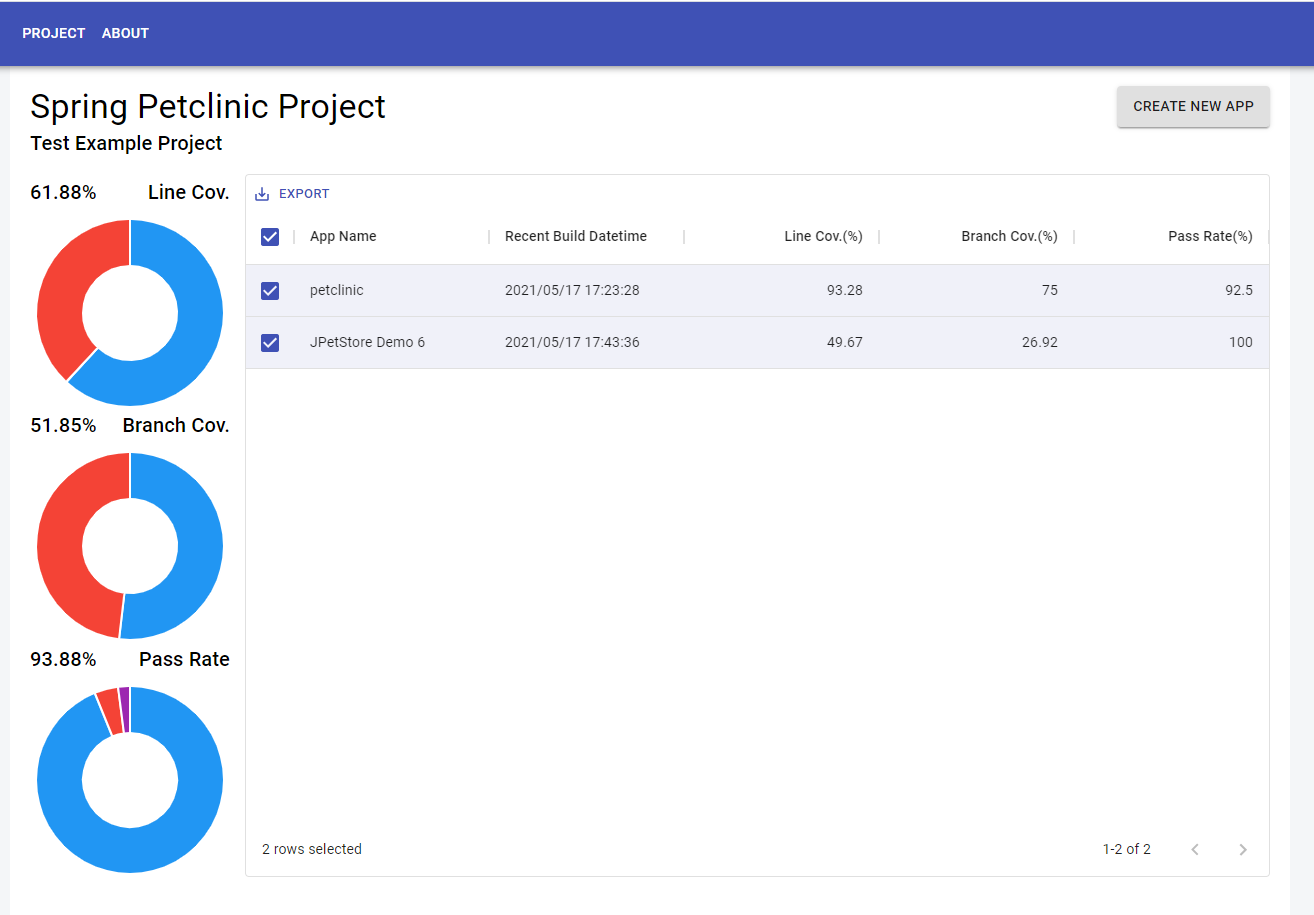 PROJECT ABOUT
Spring Petclinic Project
CREATE NEW APP
Test Example Project
61.88% Line Cov.
51.85% Branch Cov.
93.88% Pass Rate
EXPORT
App Name Recent Build Datetime Line Cov.(%) Branch Cov.(%) Pass Rate(%)
petclinic 2021/05/17 17:23:28 93.28 75 92.5
JPetStore Demo 6 2021/05/17 17:43:36 49.67 26.92 100
2 rows selected 1-2 of 2